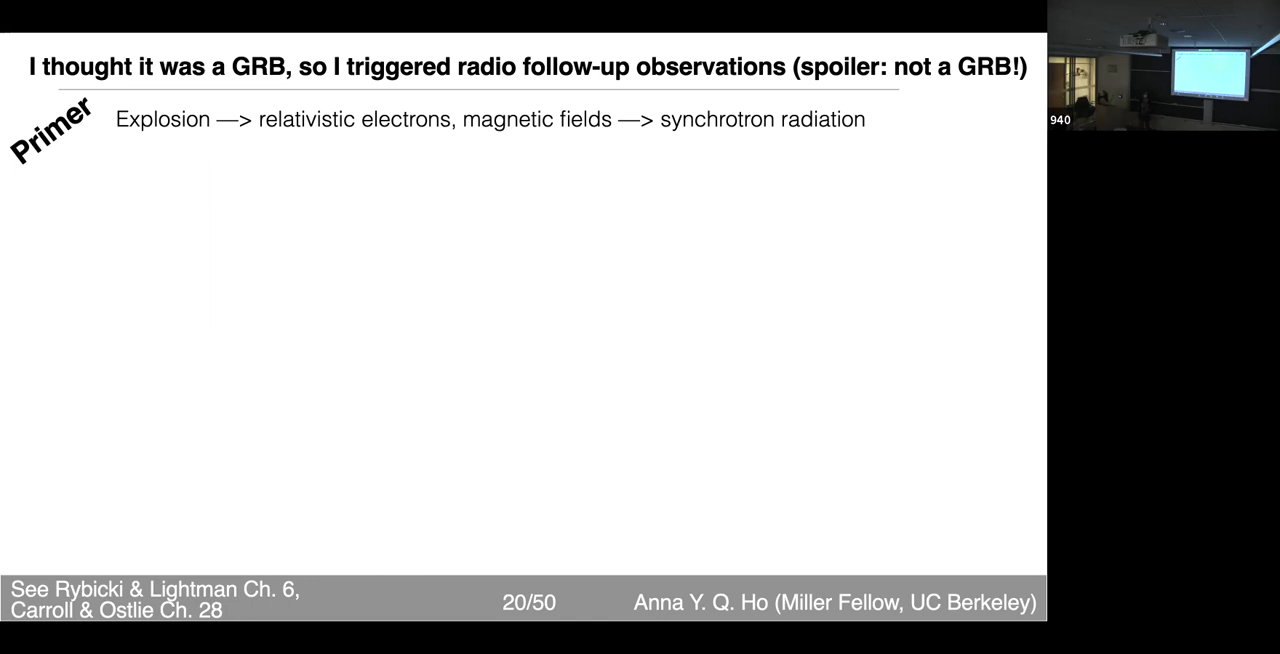 I thought it was a GRB, so I triggered radio follow-up observations (spoiler: not a GRB!)
Primer
Explosion —> relativistic electrons, magnetic fields —> synchrotron radiation
940
See Rybicki & Lightman Ch. 6,
Carroll & Ostlie Ch. 28
20/50
Anna Y. Q. Ho (Miller Fellow, UC Berkeley)